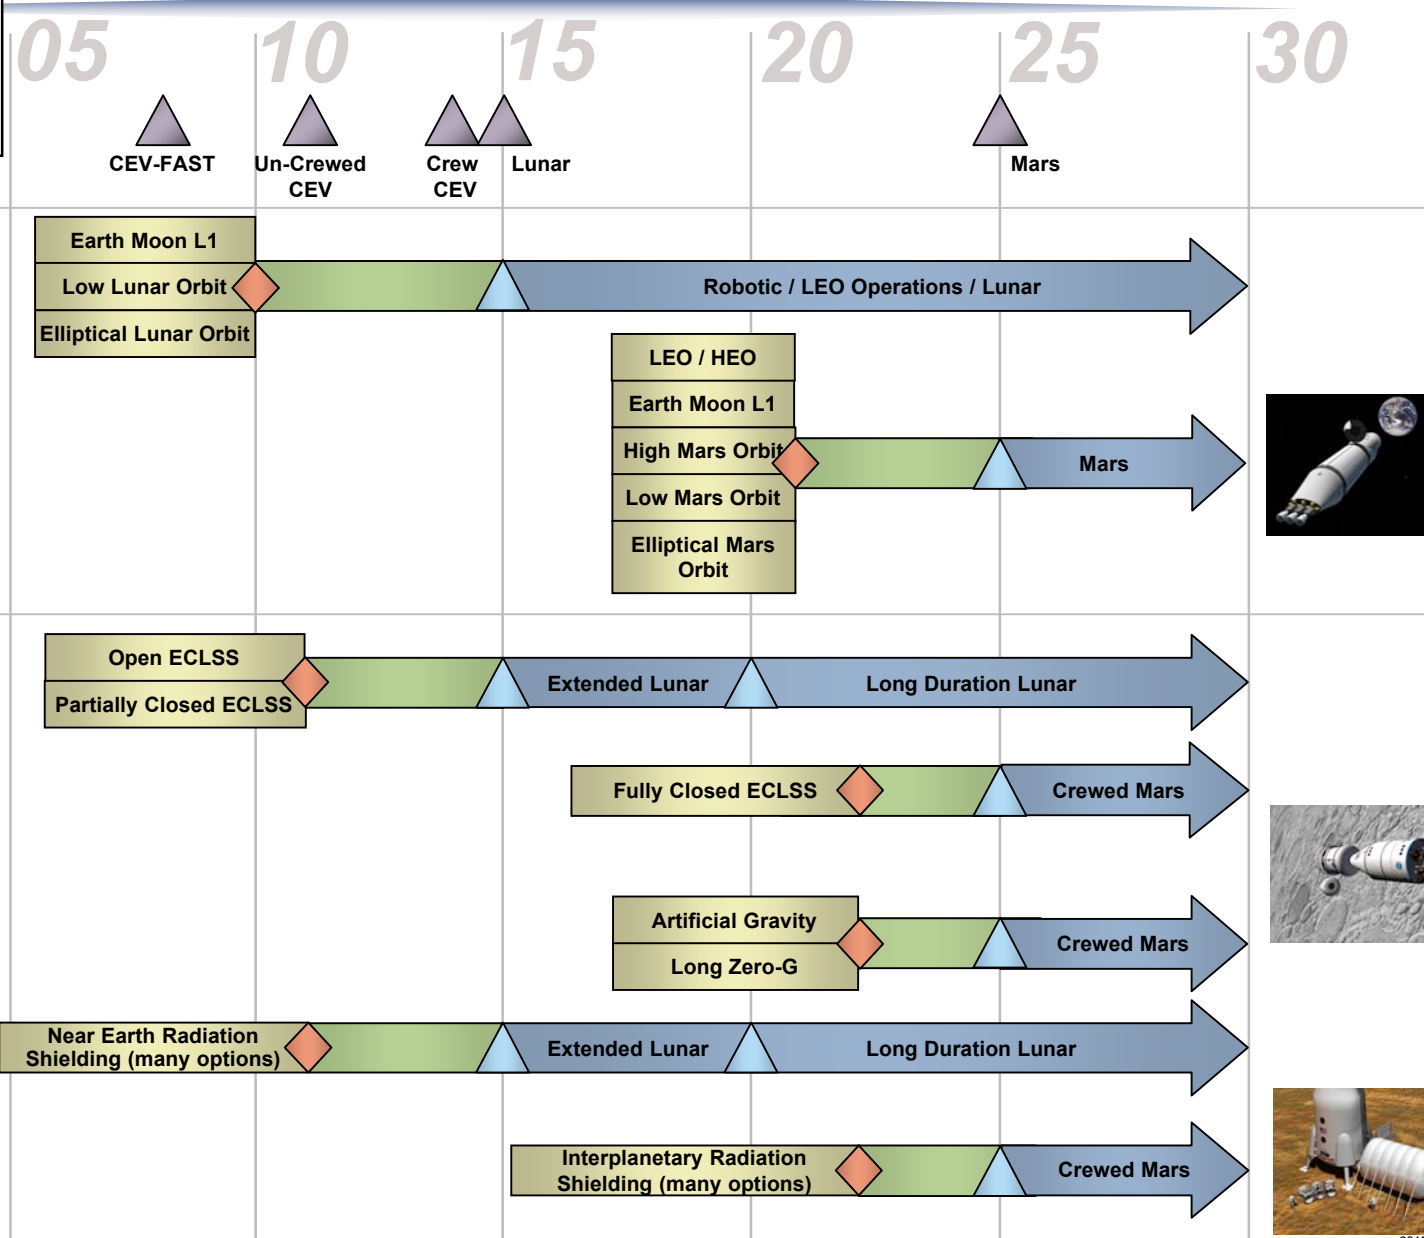 05 10 15 20 25 30
CEV-FAST
Un-Crewed
CEV
Crew
CEV
Lunar
Mars
Earth Moon L1
Low Lunar Orbit
Elliptical Lunar Orbit
Robotic / LEO Operations / Lunar
LEO / HEO
Earth Moon L1
High Mars Orbit
Low Mars Orbit
Elliptical Mars
Orbit
Mars
Open ECLSS
Partially Closed ECLSS
Extended Lunar
Long Duration Lunar
Fully Closed ECLSS
Crewed Mars
Artificial Gravity
Long Zero-G
Crewed Mars
Near Earth Radiation
Shielding (many options)
Extended Lunar
Long Duration Lunar
Interplanetary Radiation
Shielding (many options)
Crewed Mars